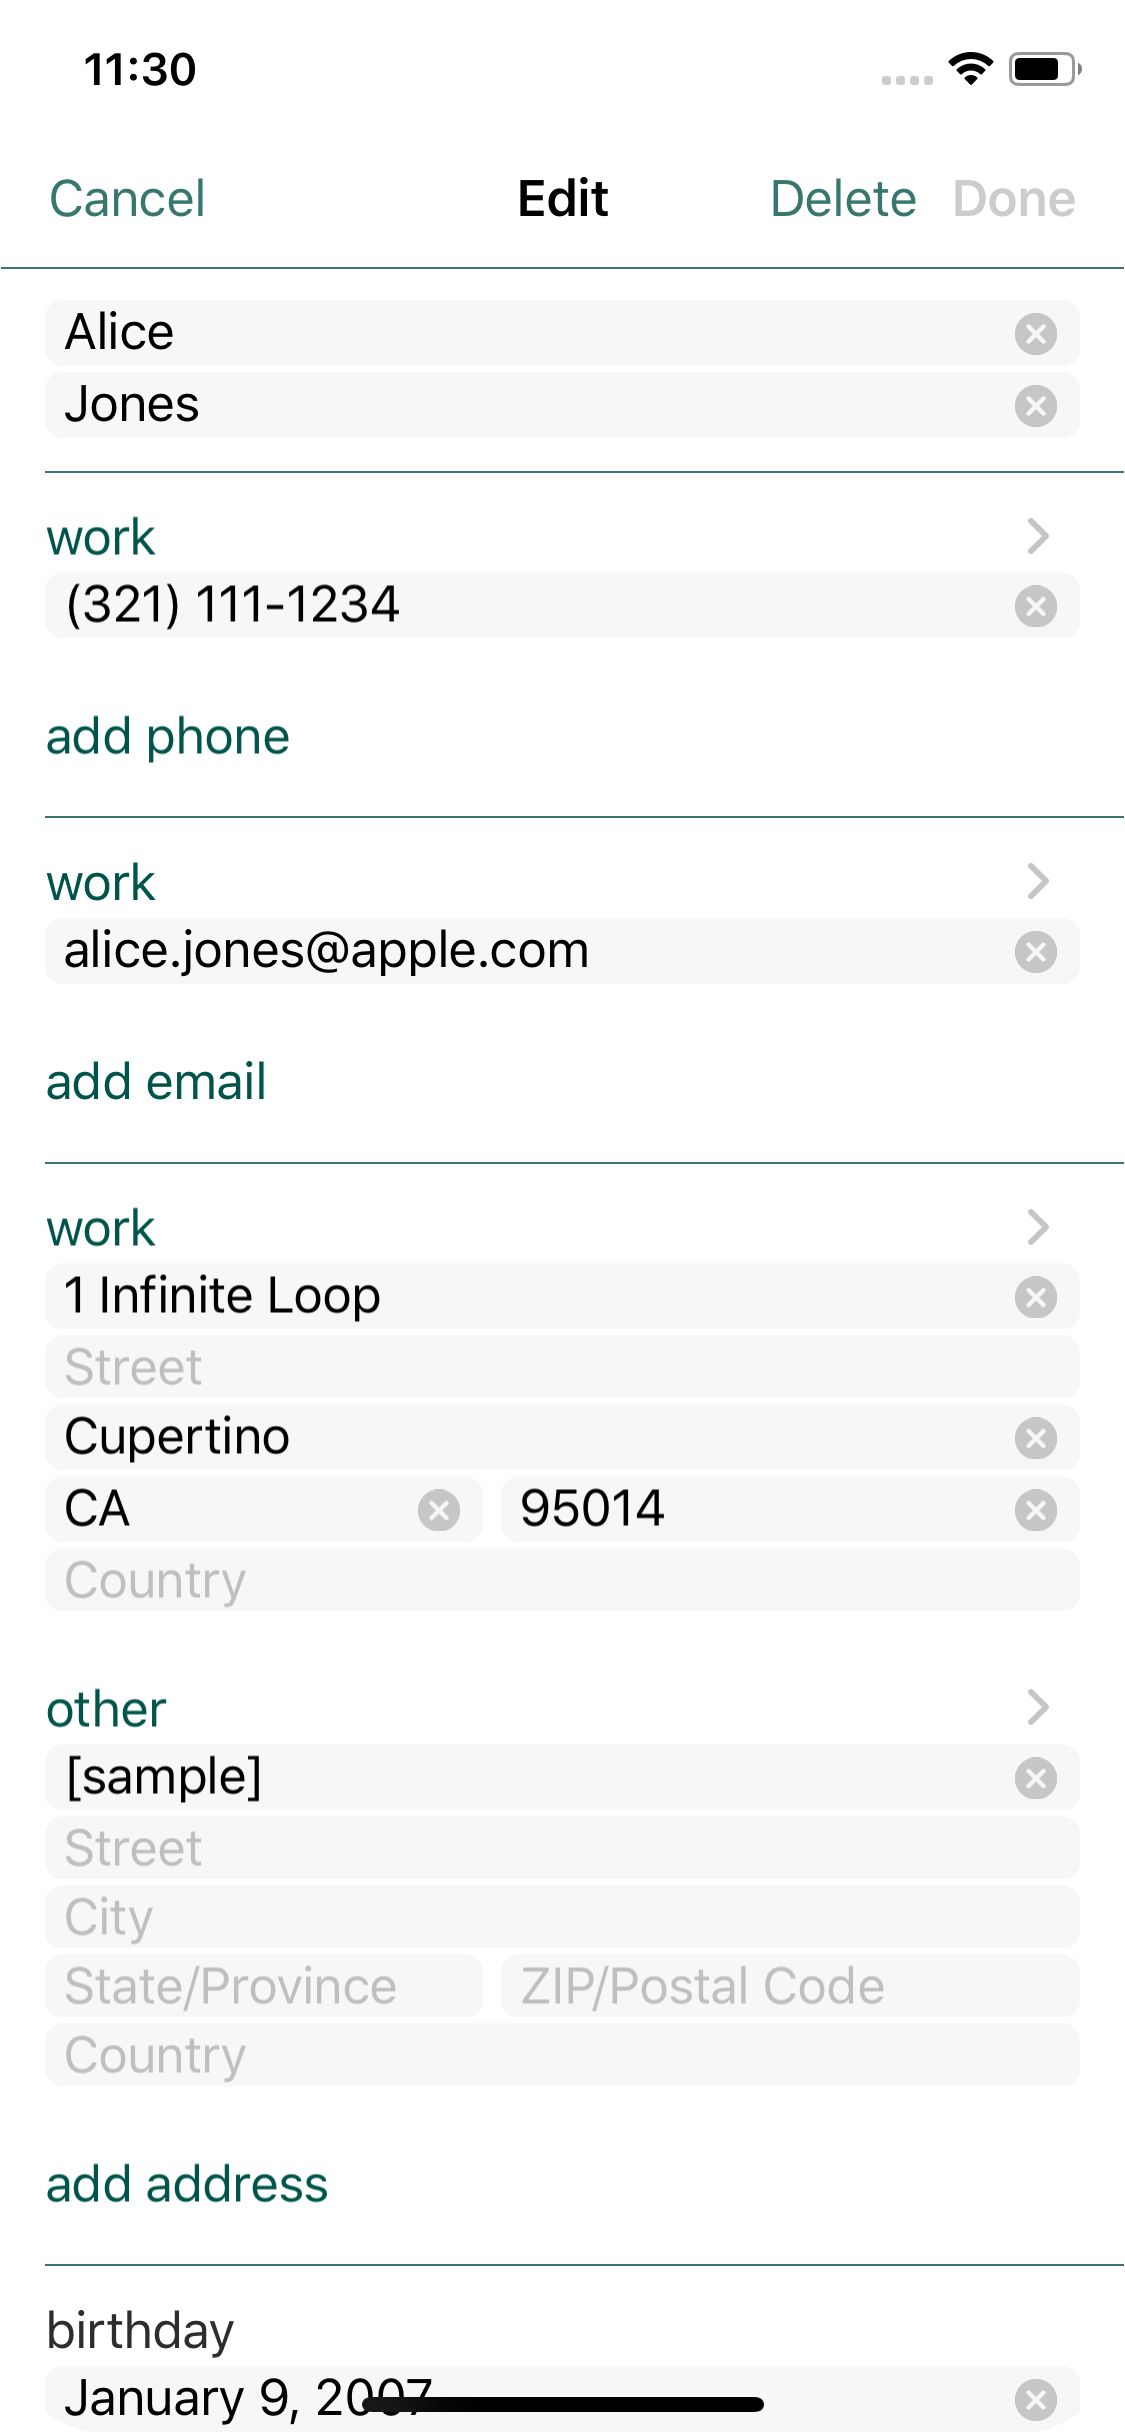 11:30
Cancel Edit Delete Done
Alice
Jones
work
(321) 111-1234
add phone
work
alice.jones@apple.com
add email
work
1 Infinite Loop
Street
Cupertino
CA 95014
Country
other
[sample]
Street
City
State/Province ZIP/Postal Code
Country
add address
birthday
January 9, 2007